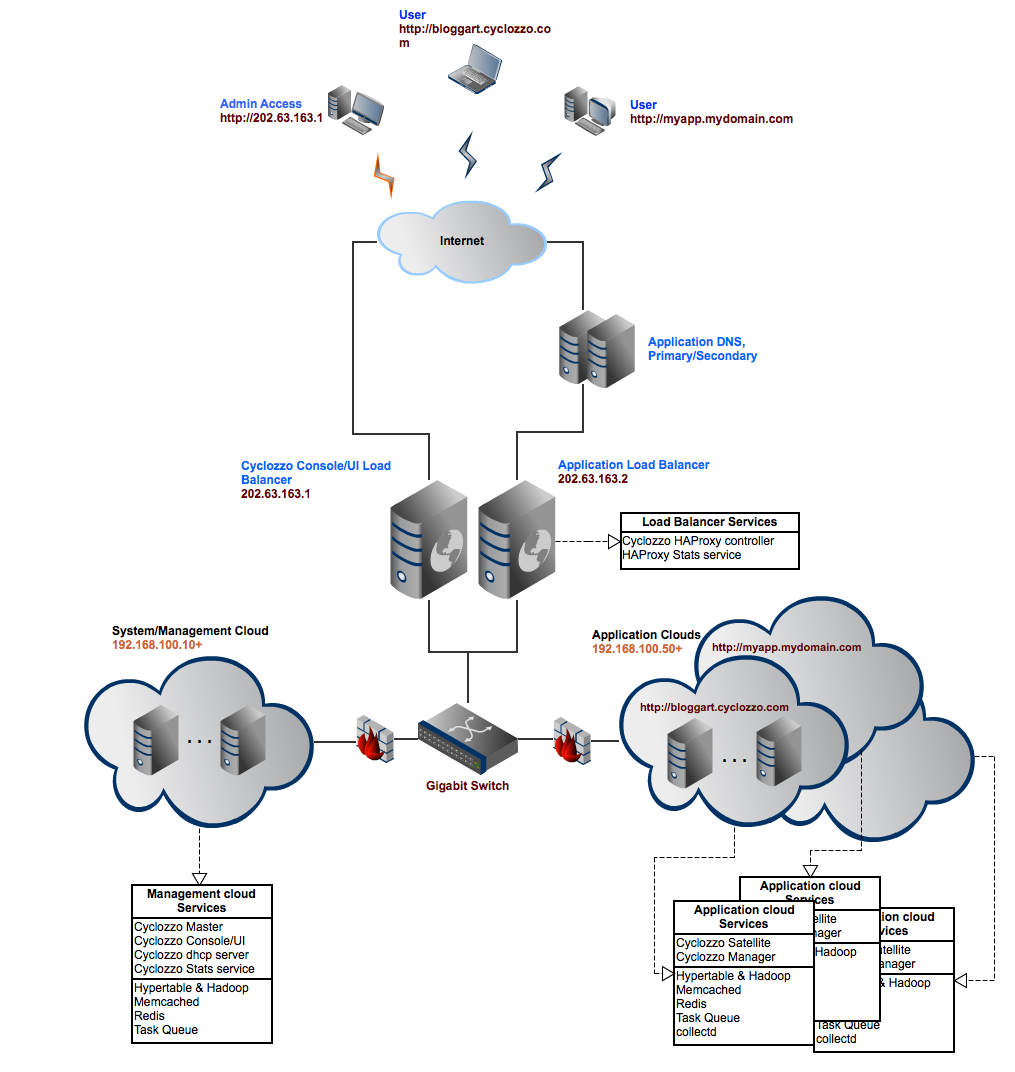 User
http://bloggart.cyclozzo.co
m
Admin Access
http://202.63.163.1
User
http://myapp.mydomain.com
Internet
Application DNS,
Primary/Secondary
Cyclozzo Console/UI Load
Balancer
202.63.163.1
Application Load Balancer
202.63.163.2
Load Balancer Services
Cyclozzo HAProxy controller
HAProxy Stats service
System/Management Cloud
192.168.100.10+
Application Clouds
192.168.100.50+
http://myapp.mydomain.com
http://bloggart.cyclozzo.com
Gigabit Switch
Management cloud
Services
Cyclozzo Master
Cyclozzo Console/UI
Cyclozzo dhcp server
Cyclozzo Stats service
Hypertable & Hadoop
Memcached
Redis
Task Queue
Application cloud
Services
Cyclozzo Satellite
Cyclozzo Manager
Hypertable & Hadoop
Memcached
Redis
Task Queue
collectd
Application cloud
Services
ellite
nager
Hadoop
tion cloud
vices
atellite
anager
& Hadoop
Task Queue
collectd